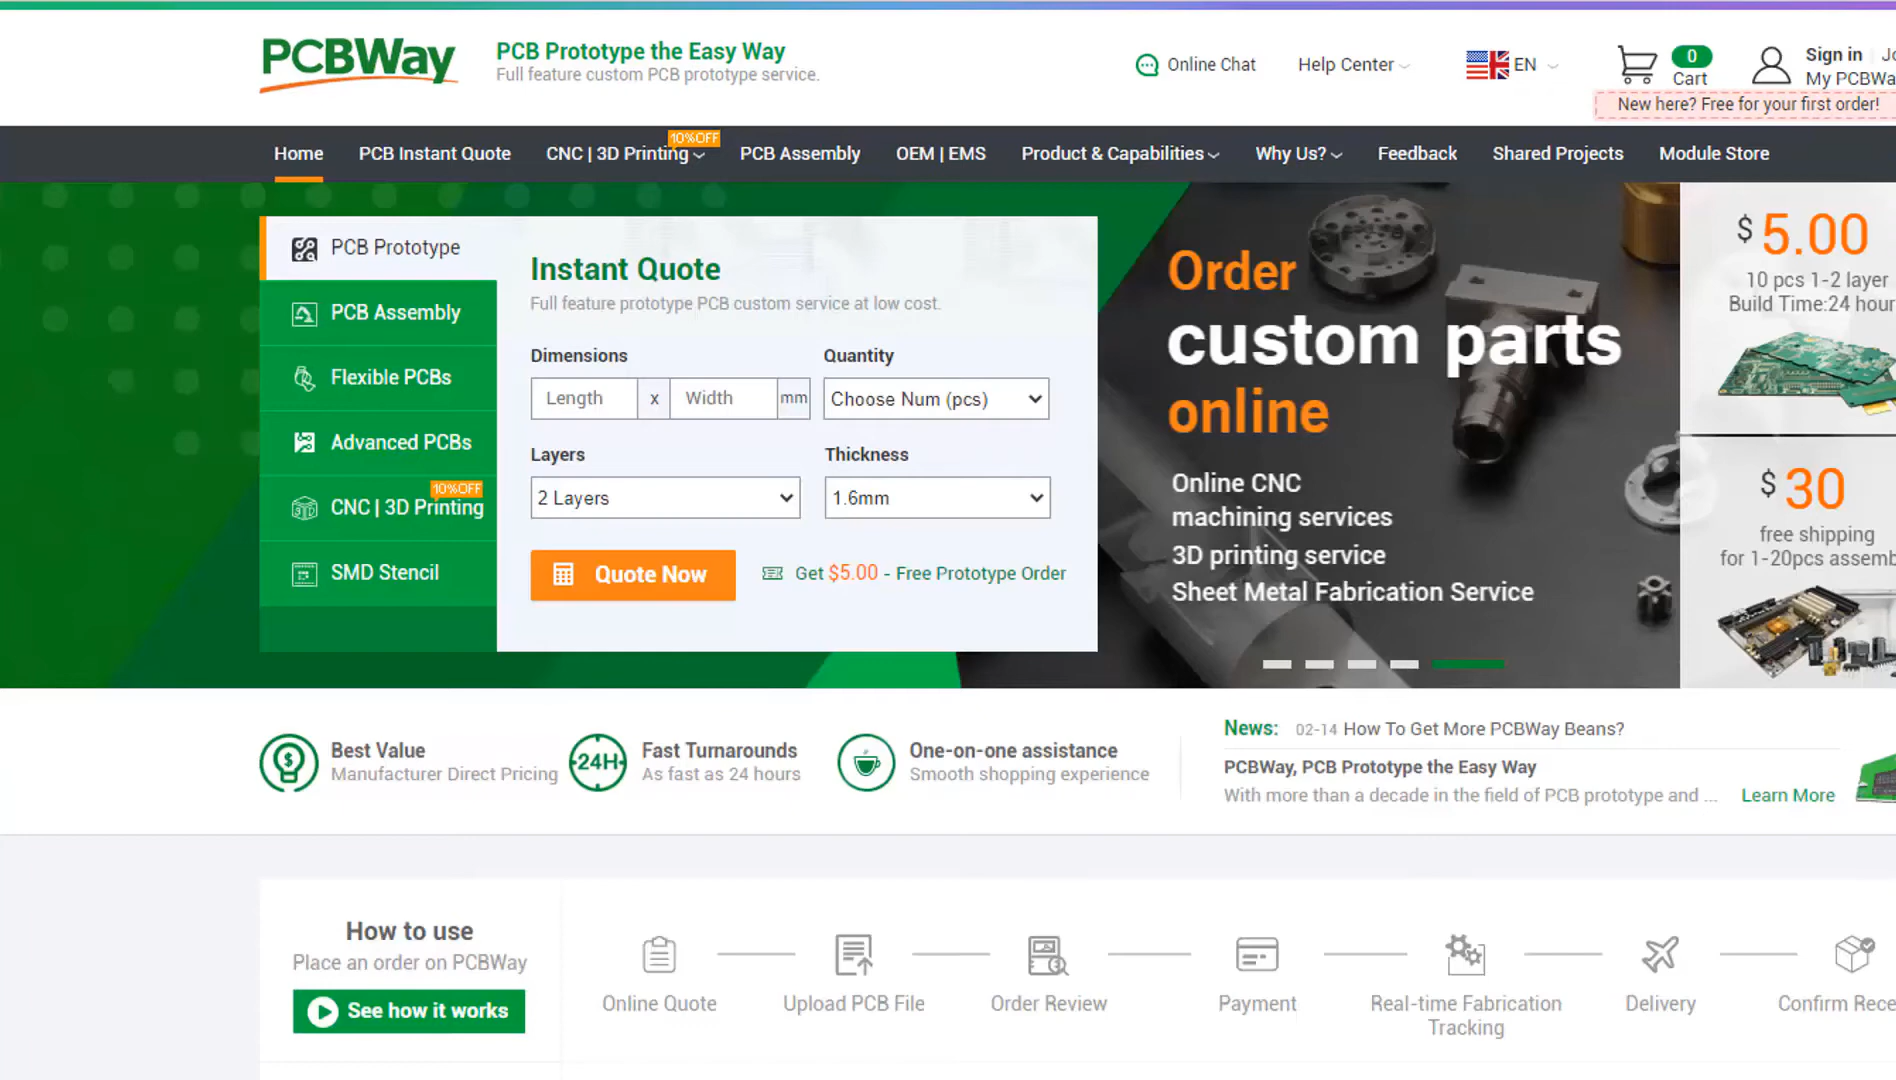 PCBWay
PCB Prototype the Easy Way
Full feature custom PCB prototype service.
Online Chat
Help Center
EN
0
Cart
Sign in
My PCBWa
New here? Free for your first order!
Home
PCB Instant Quote
CNC | 3D Printing
10%OFF
PCB Assembly
OEM | EMS
Product & Capabilities
Why Us?
Feedback
Shared Projects
Module Store
PCB Prototype
PCB Assembly
Flexible PCBs
Advanced PCBs
10%OFF
CNC | 3D Printing
SMD Stencil
Instant Quote
Full feature prototype PCB custom service at low cost.
Dimensions
Quantity
Length x Width mm
Choose Num (pcs)
Layers
Thickness
2 Layers
1.6mm
Quote Now
Get $5.00 - Free Prototype Order
Order
custom parts
online
Online CNC
machining services
3D printing service
Sheet Metal Fabrication Service
$ 5.00
10 pcs 1-2 layer
Build Time:24 hour
$ 30
free shipping
for 1-20pcs assemb
Best Value
Manufacturer Direct Pricing
24H
Fast Turnarounds
As fast as 24 hours
One-on-one assistance
Smooth shopping experience
News: 02-14 How To Get More PCBWay Beans?
PCBWay, PCB Prototype the Easy Way
With more than a decade in the field of PCB prototype and ... Learn More
How to use
Place an order on PCBWay
See how it works
Online Quote
Upload PCB File
Order Review
Payment
Real-time Fabrication
Tracking
Delivery
Confirm Rece